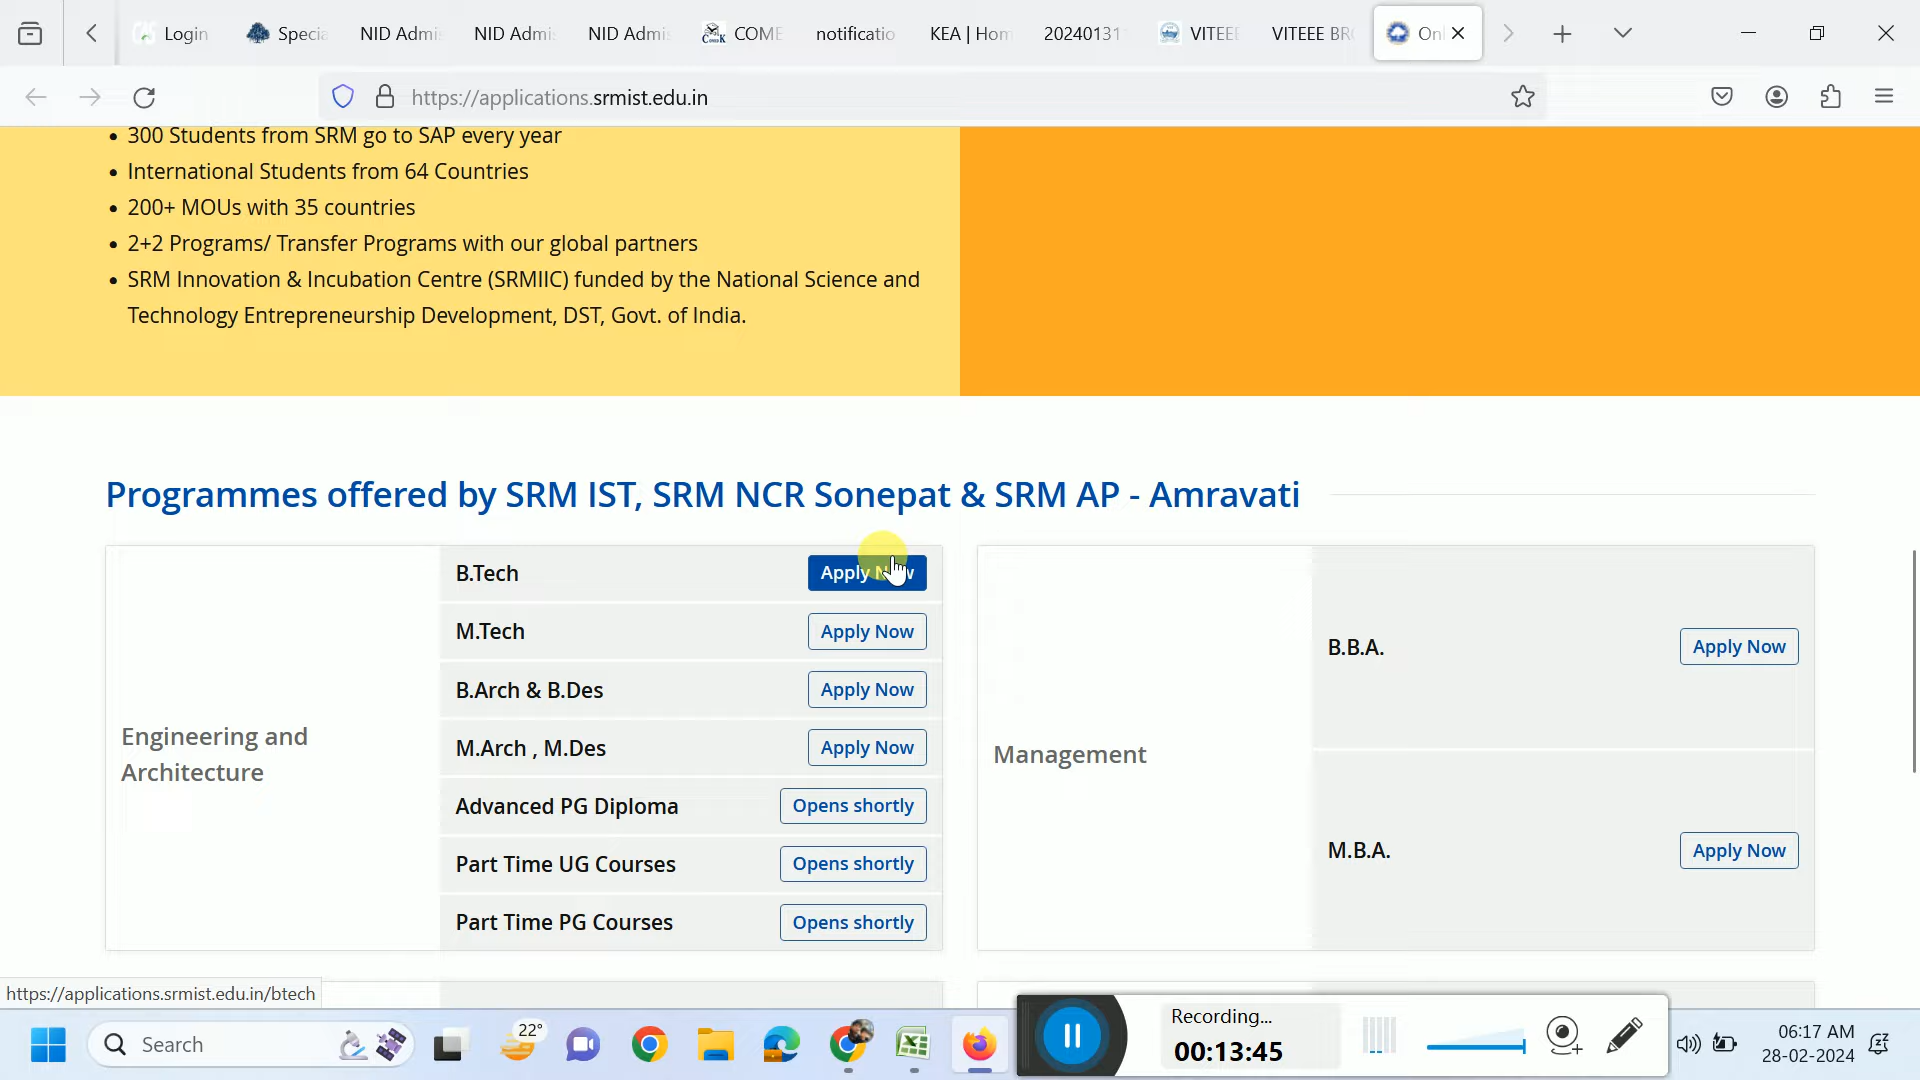 Login
Specia
NID Admi
NID Admi
NID Admi
COME
notificatio
KEA | Hom
20240131
VITEEE
VITEEE BR
Onl
https://applications.srmist.edu.in
• 300 Students from SRM go to SAP every year
• International Students from 64 Countries
• 200+ MOUs with 35 countries
• 2+2 Programs/ Transfer Programs with our global partners
• SRM Innovation & Incubation Centre (SRMIIC) funded by the National Science and
Technology Entrepreneurship Development, DST, Govt. of India.
Programmes offered by SRM IST, SRM NCR Sonepat & SRM AP - Amravati
Engineering and
Architecture
B.Tech
Apply Now
M.Tech
Apply Now
B.Arch & B.Des
Apply Now
M.Arch , M.Des
Apply Now
Advanced PG Diploma
Opens shortly
Part Time UG Courses
Opens shortly
Part Time PG Courses
Opens shortly
Management
B.B.A.
Apply Now
M.B.A.
Apply Now
https://applications.srmist.edu.in/btech
Search
22°
Recording...
00:13:45
06:17 AM
28-02-2024